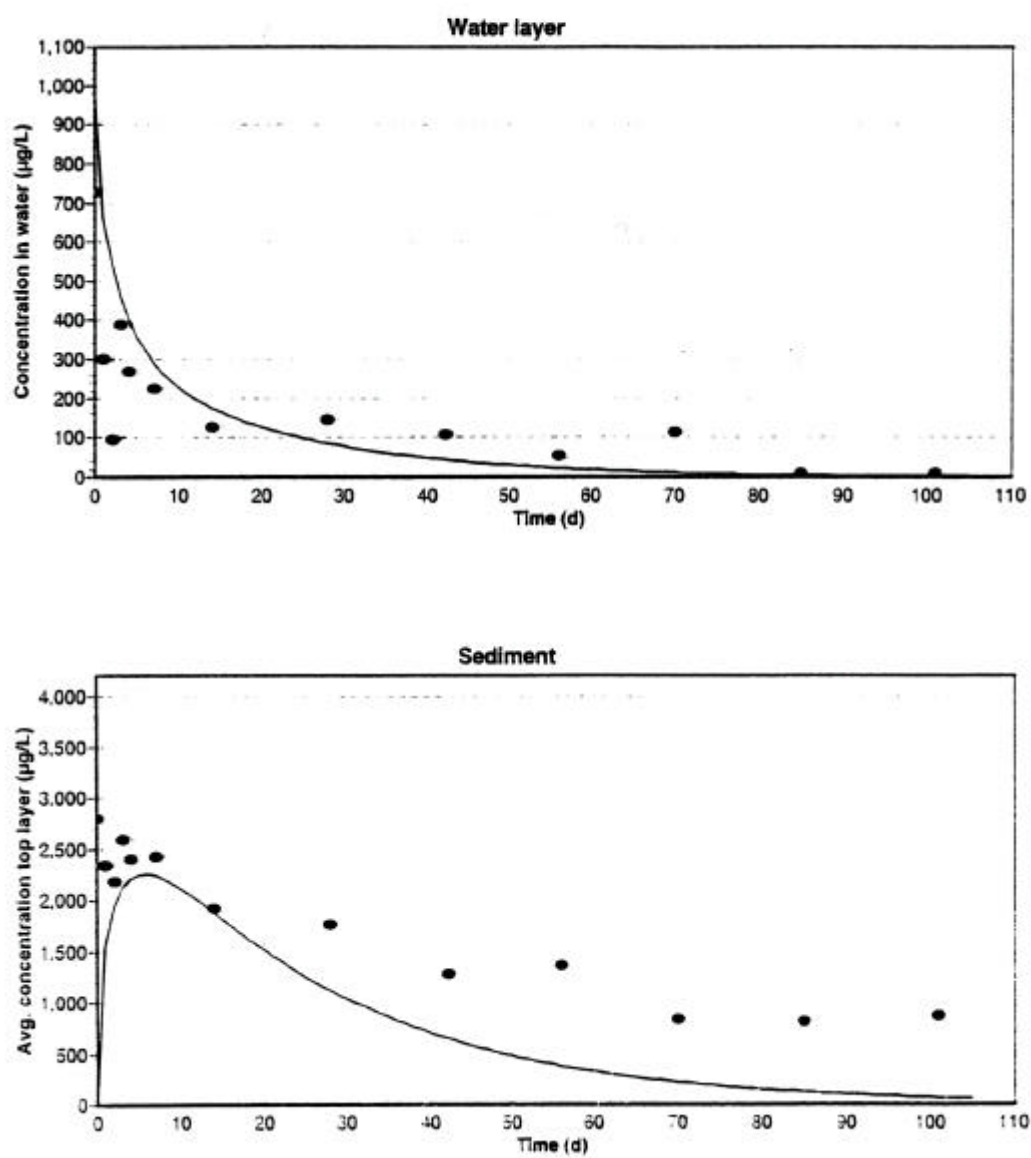 Water layer
Concentration in water (µg/L)
1,100
1,000
900
800
700
600
500
400
300
200
100
0
0 10 20 30 40 50 60 70 80 90 100 110
Time (d)
Sediment
Avg. concentration top layer (µg/L)
4.000
3.500
3.000
2.500
2,000
1.500
1.000
500
0
0 10 20 30 40 50 60 70 80 90 100 110
Time (d)